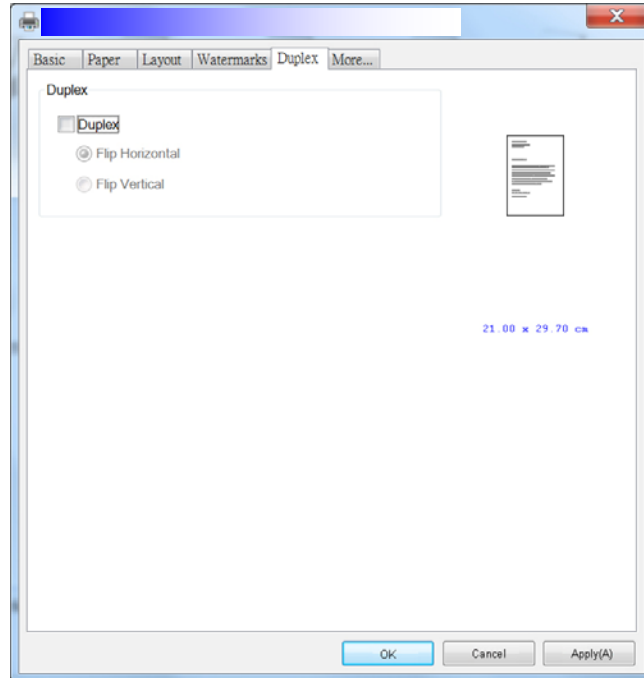 Basic Paper Layout Watermarks Duplex More...
Duplex
Duplex
Flip Horizontal
Flip Vertical
21.00 x 29.70 cm
OK Cancel Apply(A)